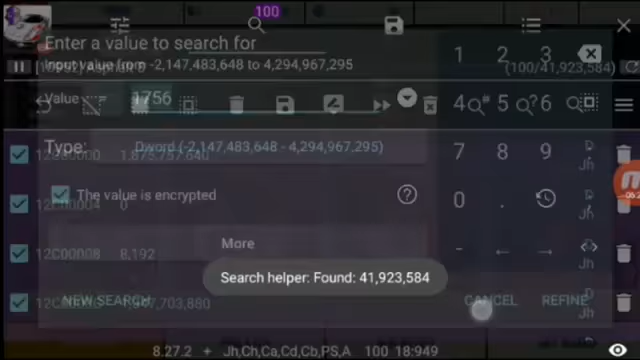 100
Enter a value to search for
Input value from -2,147,483,648 to 4,294,967,295
(100/41,923,584)
1 2 3
Value 1756
4 5 6
Type: Dword (-2,147,483,648 - 4,294,967,295)
7 8 9
12C00000 1,875,757,640
The value is encrypted
12C00004 0
0 .
More
12C00008 8,192
Search helper: Found: 41,923,584
NEW SEARCH
CANCEL REFINE
8.27.2 + Jh,Ch,Ca,Cd,Cb,PS,A 100 18:949